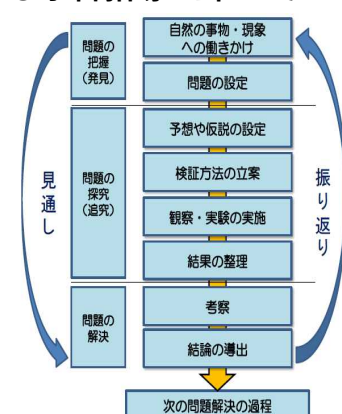 問題の
把握
(発見)
自然の事物・現象
への働きかけ
問題の設定
見通し
問題の
探究
(追究)
予想や仮説の設定
検証方法の立案
観察・実験の実施
結果の整理
振り返り
問題の
解決
考察
結論の導出
次の問題解決の過程